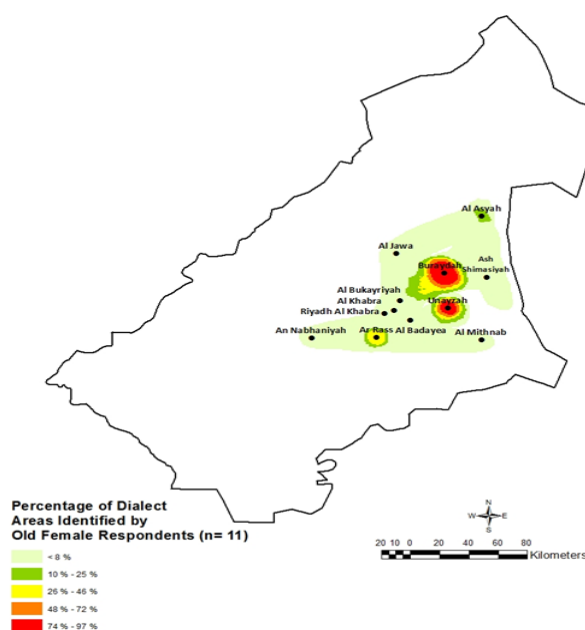 Al Asyah
Al Jawa
Buraydah
Ash
Shimasiyah
Al Bukayriyah
Al Khabra
Unayzah
Riyadh Al Khabra
An Nabhaniyah
Ar Rass
Al Badayea
Al Mithnab
Percentage of Dialect
Areas Identified by
Old Female Respondents (n= 11)
< 8 %
10 % - 25 %
26 % - 46 %
48 % - 72 %
74 % - 97 %
N
W E
S
20 10 0 20 40 60 80
Kilometers